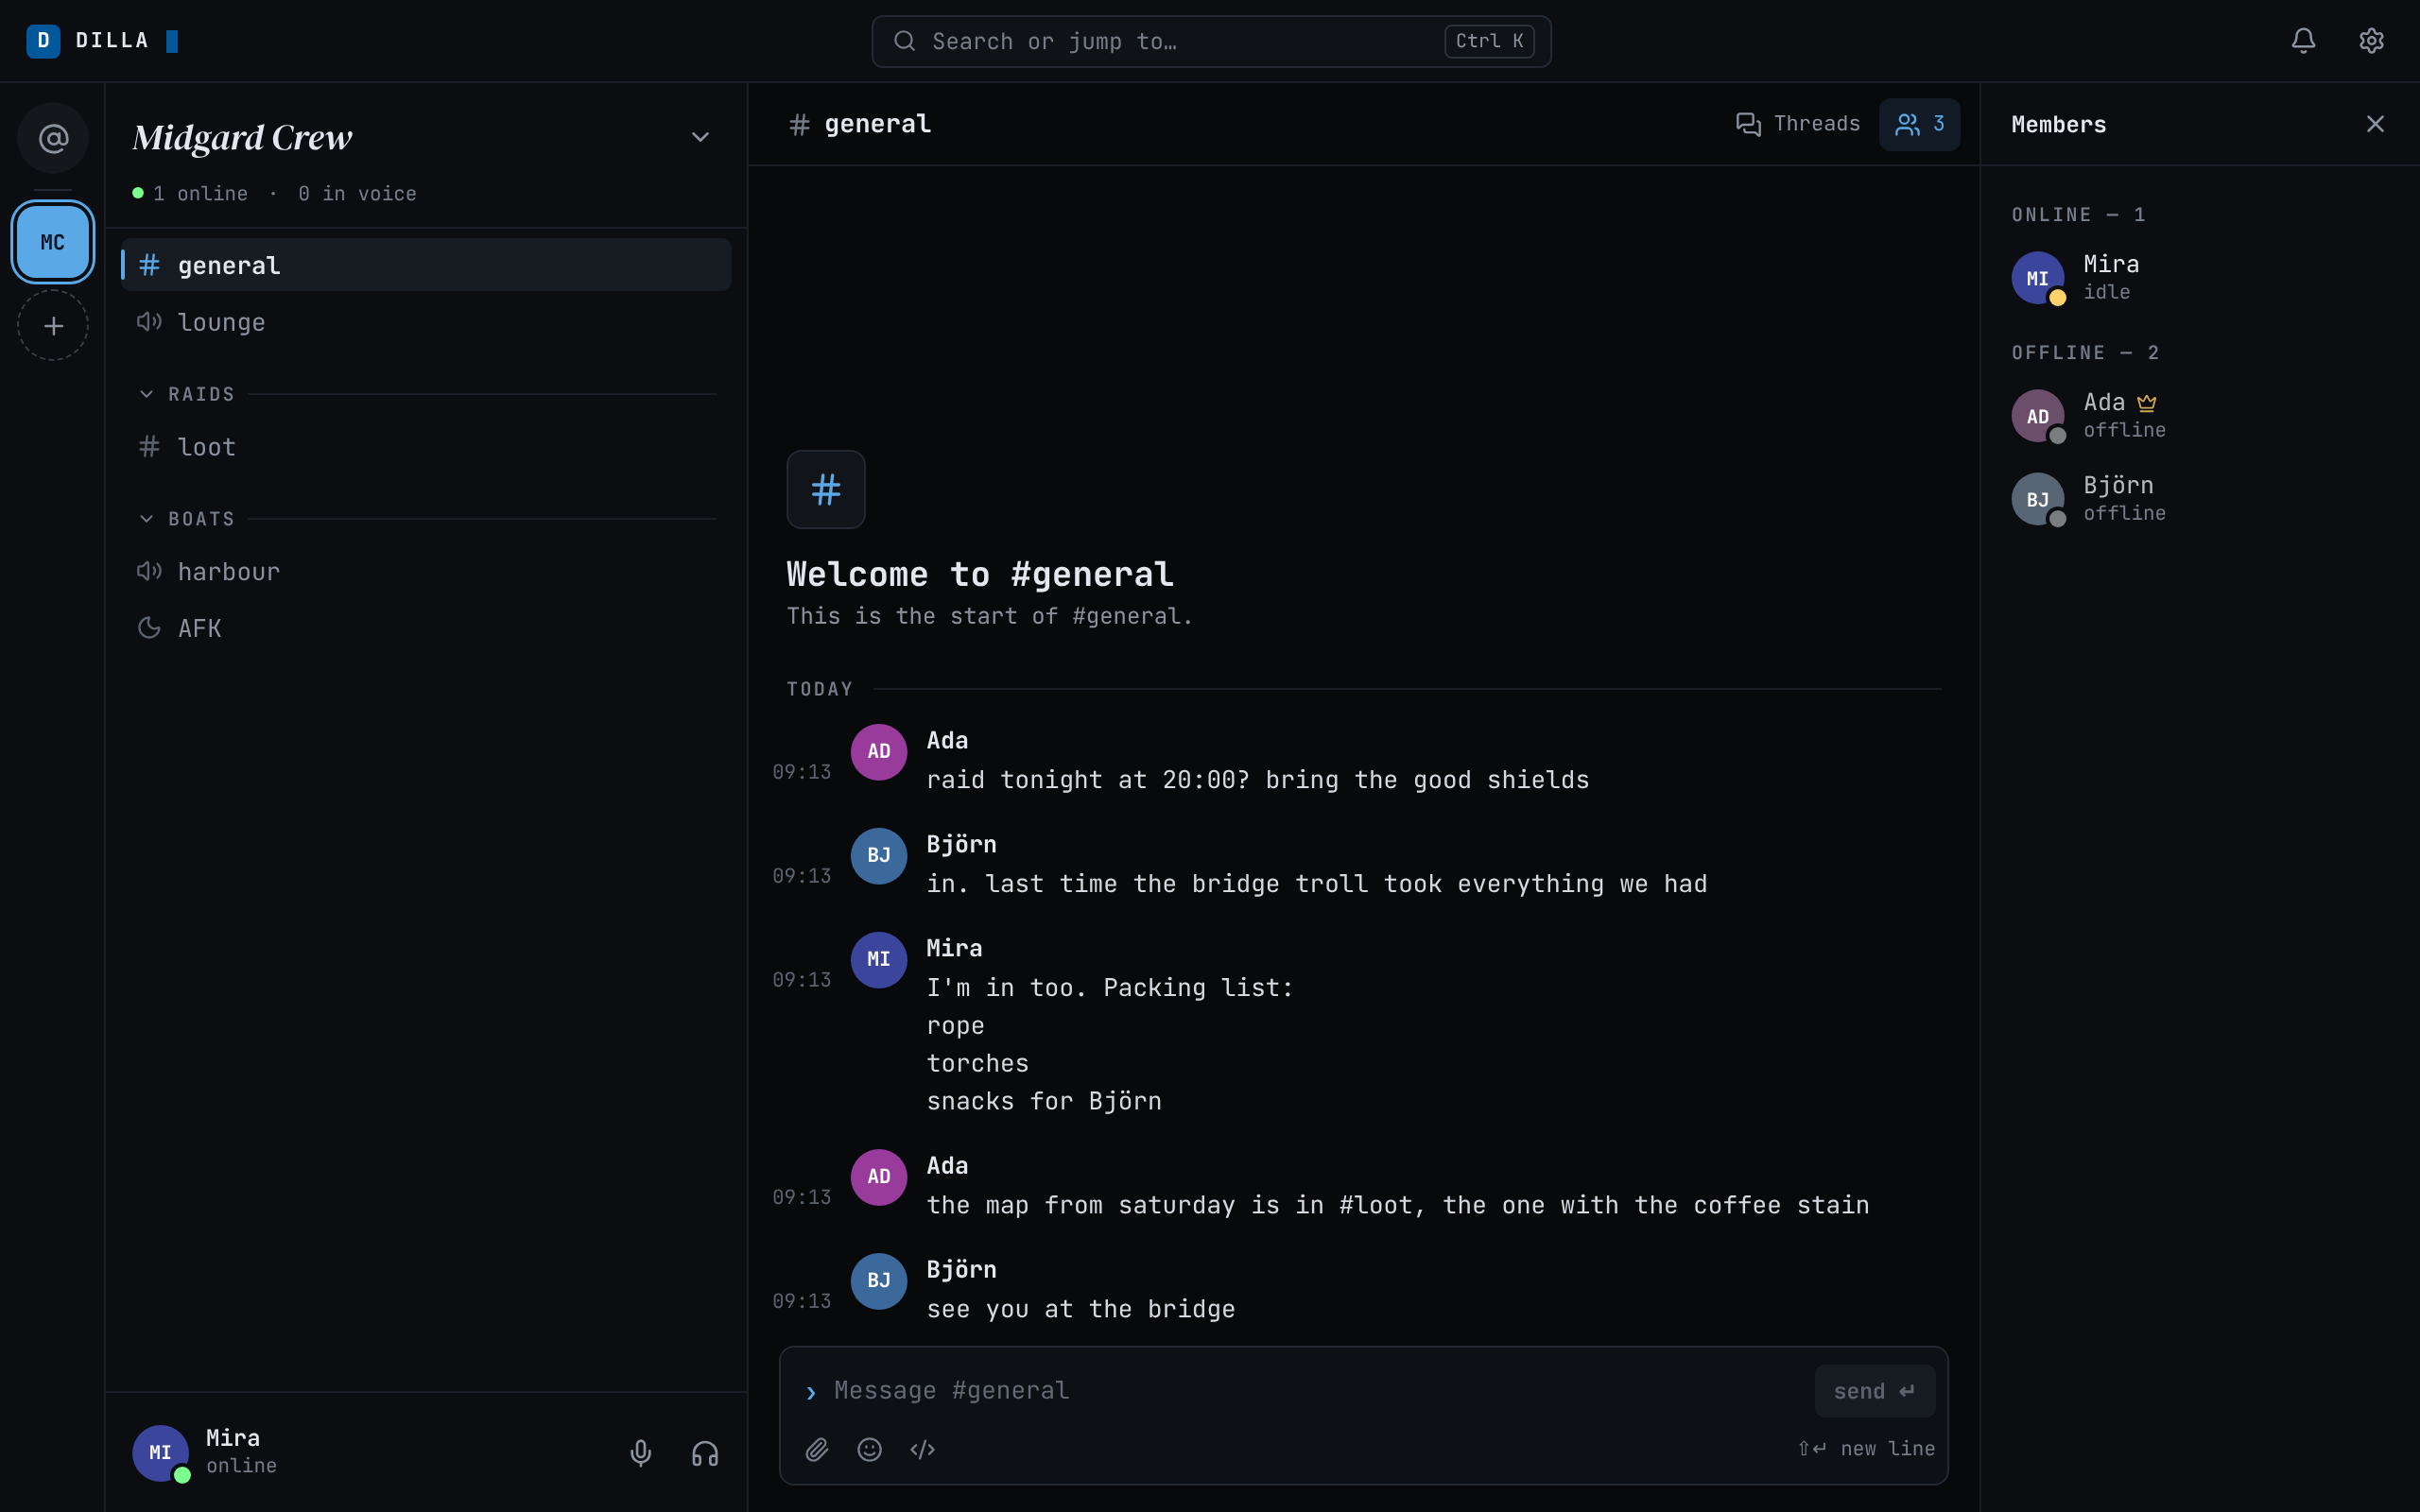 D DILLA
Search or jump to… Ctrl K
@
MC
Midgard Crew
1 online · 0 in voice
# general
lounge
RAIDS
# loot
BOATS
harbour
AFK
MI Mira
online
# general
Threads 3
#
Welcome to #general
This is the start of #general.
TODAY
AD Ada
09:13 raid tonight at 20:00? bring the good shields
BJ Björn
09:13 in. last time the bridge troll took everything we had
MI Mira
09:13 I'm in too. Packing list:
rope
torches
snacks for Björn
AD Ada
09:13 the map from saturday is in #loot, the one with the coffee stain
BJ Björn
09:13 see you at the bridge
› Message #general send ↵
⇧↵ new line
Members
ONLINE — 1
MI Mira
idle
OFFLINE — 2
AD Ada
offline
BJ Björn
offline